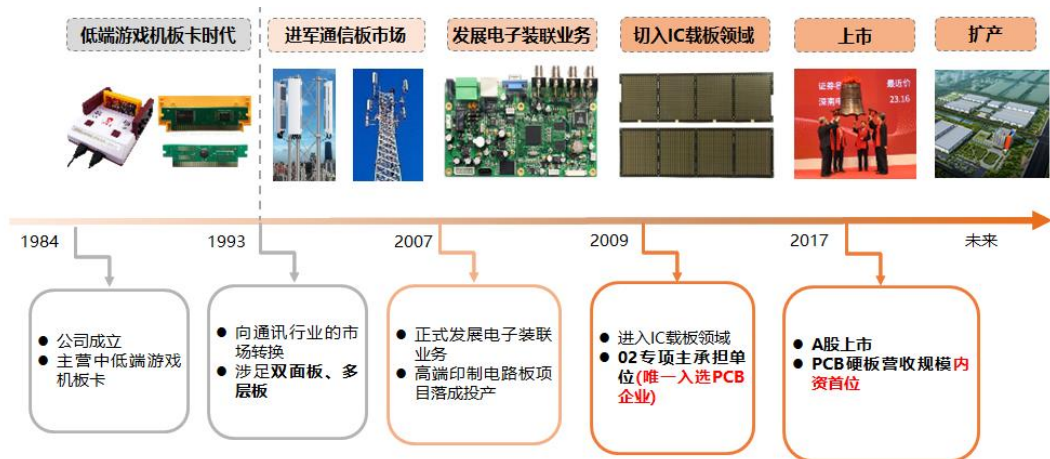 低端游戏机板卡时代
进军通信板市场
发展电子装联业务
切入IC载板领域
上市
扩产
最近价
23.16
1984
1993
2007
2009
2017
未来
● 公司成立
● 主营中低端游戏
机板卡
● 向通讯行业的市
场转换
● 涉足双面板、多
层板
● 正式发展电子装联
业务
● 高端印制电路板项
目落成投产
● 进入IC载板领域
● 02专项主承担单
位(唯一入选PCB
企业)
● A股上市
● PCB硬板营收规模内
资首位